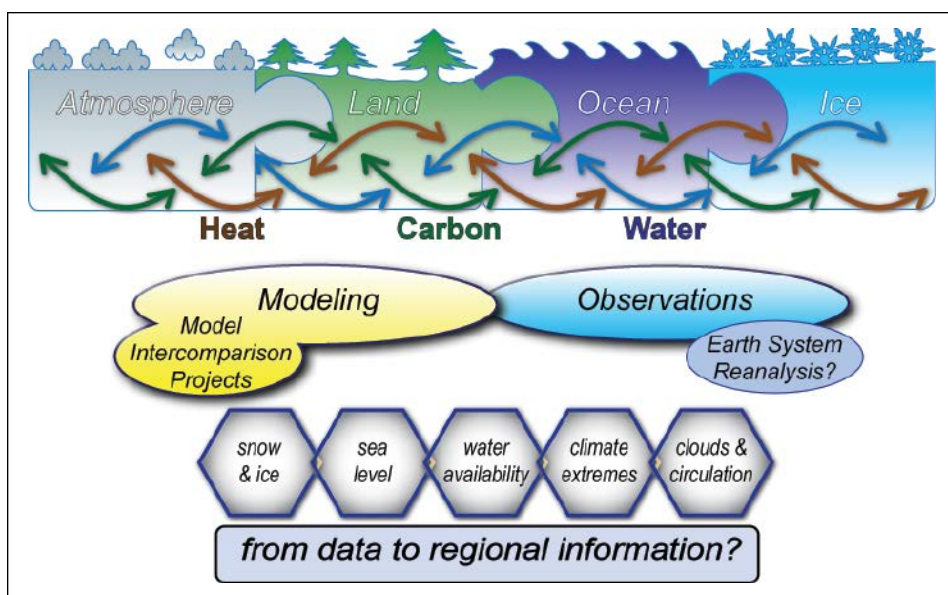 Atmosphere Land Ocean Ice
Heat Carbon Water
Modeling
Observations
Model
Intercomparison
Projects
Earth System
Reanalysis?
snow
& ice
sea
level
water
availability
climate
extremes
clouds &
circulation
from data to regional information?